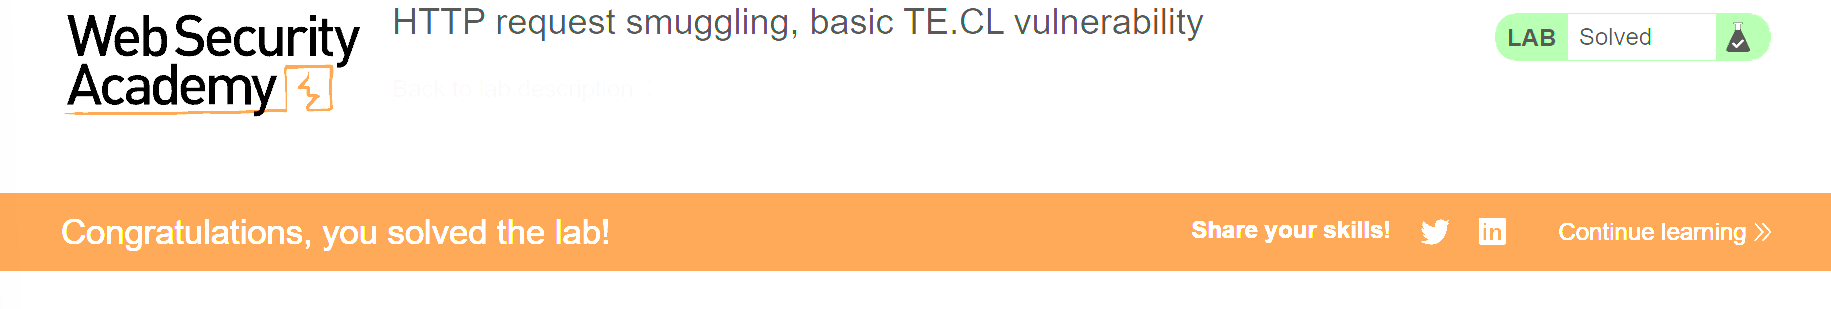 Web Security
Academy
HTTP request smuggling, basic TE.CL vulnerability
Back to lab description
LAB Solved
Congratulations, you solved the lab!
Share your skills! in Continue learning